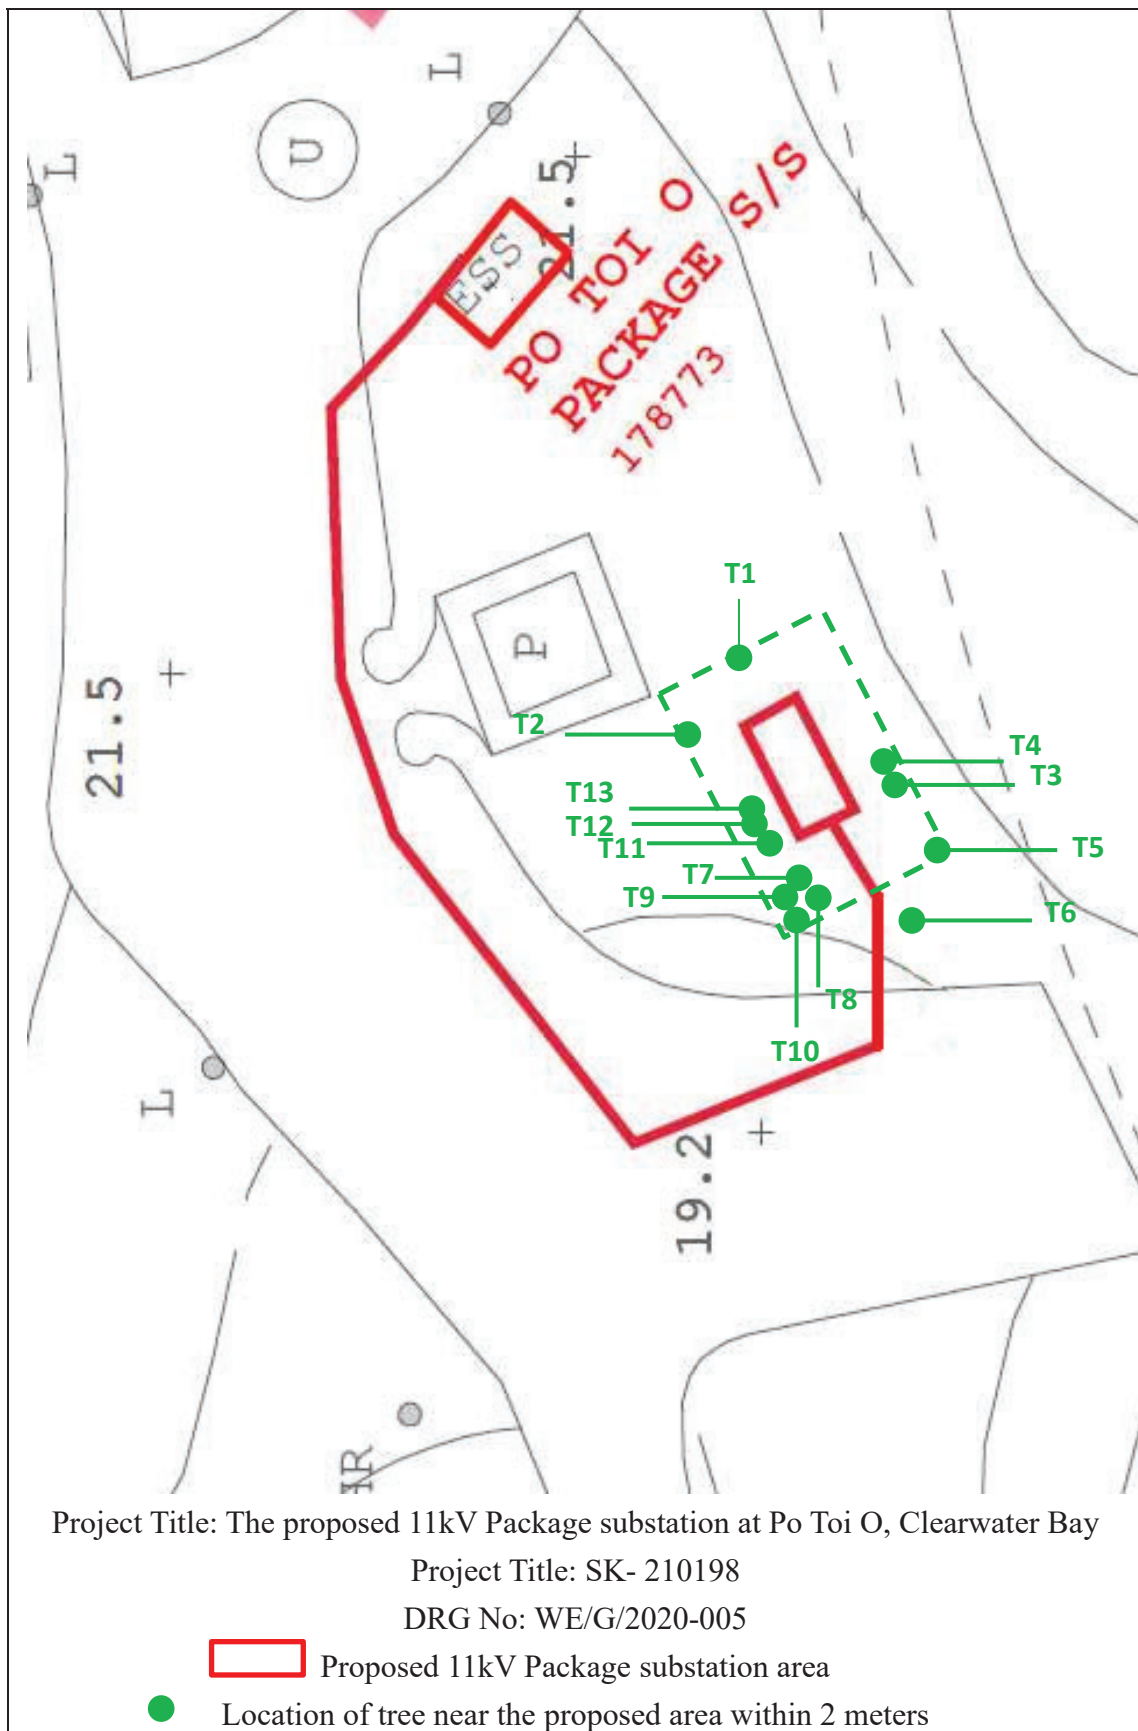 L
L
U
21.5
ESS
PO TOI O
PACKAGE S/S
178773
T1
P
21.5
T2
T4
T3
T13
T12
T11
T5
T7
T9
T6
T8
T10
L
19.2
HR
Project Title: The proposed 11kV Package substation at Po Toi O, Clearwater Bay
Project Title: SK- 210198
DRG No: WE/G/2020-005
Proposed 11kV Package substation area
Location of tree near the proposed area within 2 meters